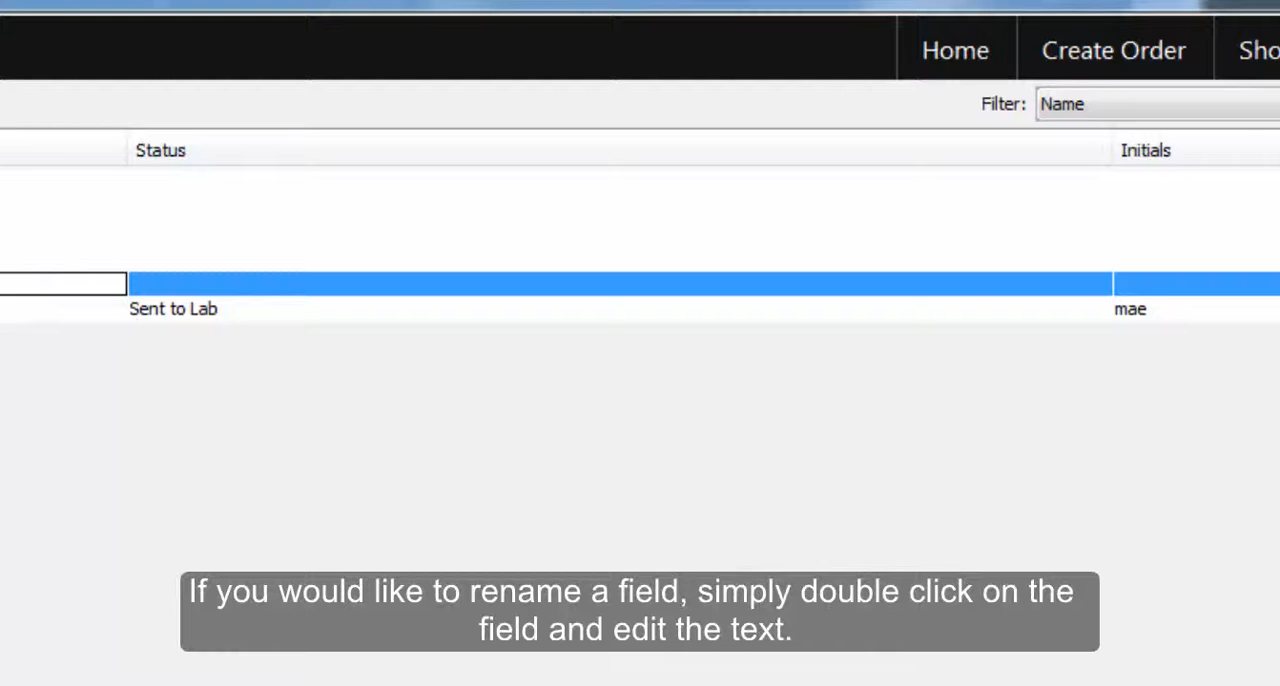 Home Create Order Sho
Filter: Name
Status Initials
Sent to Lab mae
If you would like to rename a field, simply double click on the
field and edit the text.